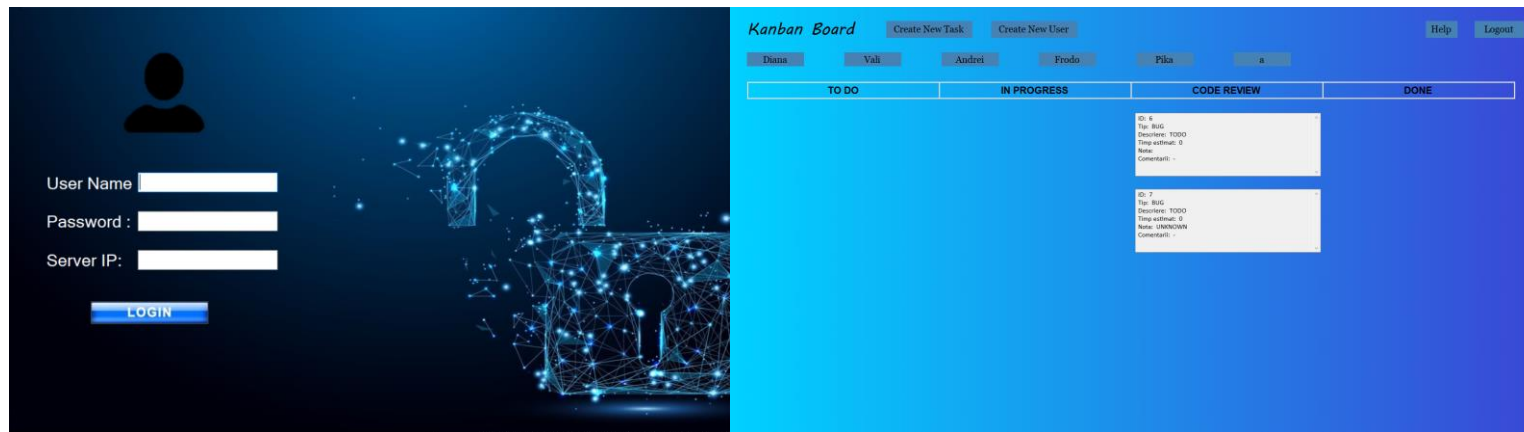 User Name
Password :
Server IP:
LOGIN
Kanban Board Create New Task Create New User Help Logout
Diana Vali Andrei Frodo Pika a
TO DO IN PROGRESS CODE REVIEW DONE
ID: 6
Tip: BUG
Descriere: TODO
Timp estimat: 0
Note:
Comentarii: -
ID: 7
Tip: BUG
Descriere: TODO
Timp estimat: 0
Note: UNKNOWN
Comentarii: -